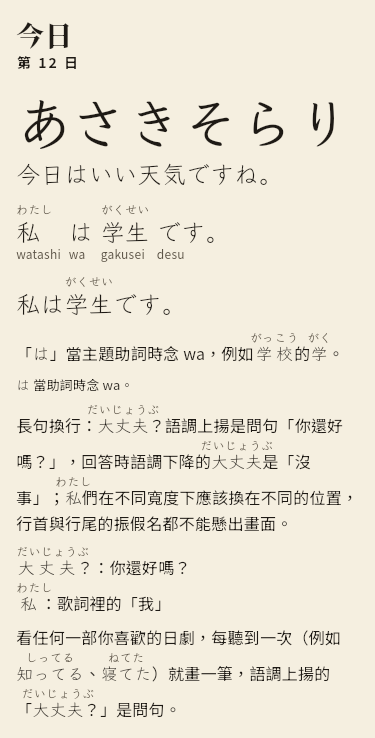 今日
第 12 日
あさきそらり
今日はいい天気ですね。
わたし がくせい
私 は 学生 です。
watashi wa gakusei desu
がくせい
私は学生です。
がっこう がく
「は」當主題助詞時念 wa，例如学校的学。
は 當助詞時念 wa。
だいじょうぶ
長句換行：大丈夫？語調上揚是問句「你還好
だいじょうぶ
嗎？」，回答時語調下降的大丈夫是「沒
わたし
事」；私們在不同寬度下應該換在不同的位置，
行首與行尾的振假名都不能懸出畫面。
だいじょうぶ
大丈夫？：你還好嗎？
わたし
私：歌詞裡的「我」
看任何一部你喜歡的日劇，每聽到一次（例如
しってる ねてた
知ってる、寝てた）就畫一筆，語調上揚的
だいじょうぶ
「大丈夫？」是問句。